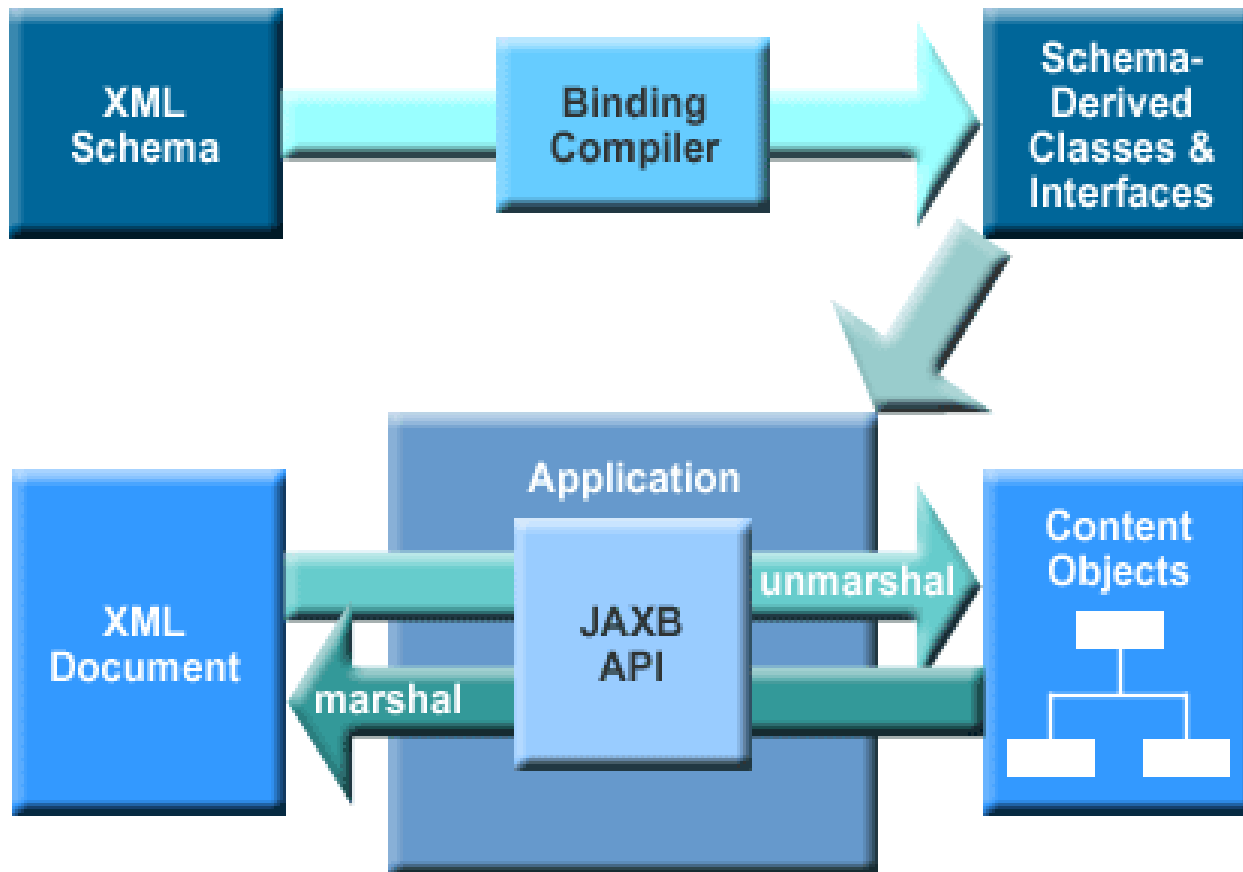 XML
Schema
Binding
Compiler
Schema-
Derived
Classes &
Interfaces
Application
XML
Document
JAXB
API
unmarshal
marshal
Content
Objects